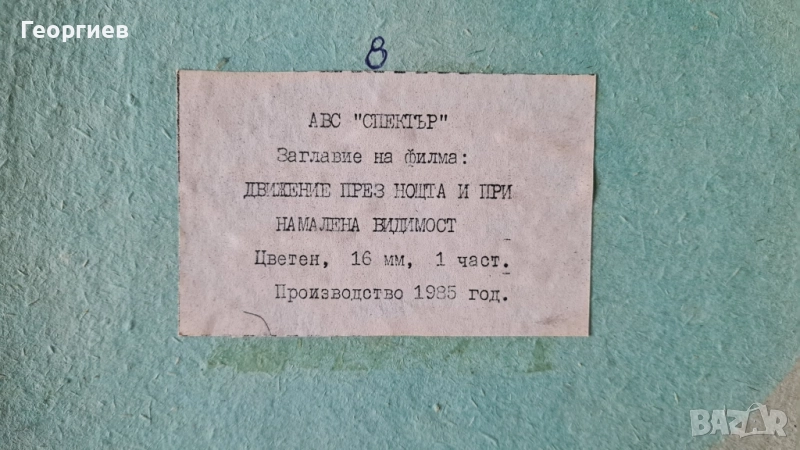 Георгиев
8
АВС "СПЕКТЪР"
Заглавие на филма:
ДВИЖЕНИЕ ПРЕЗ НОЩТА И ПРИ
НАМАЛЕНА ВИДИМОСТ
Цветен, 16 мм, 1 част.
Производство 1985 год.
BAZAR